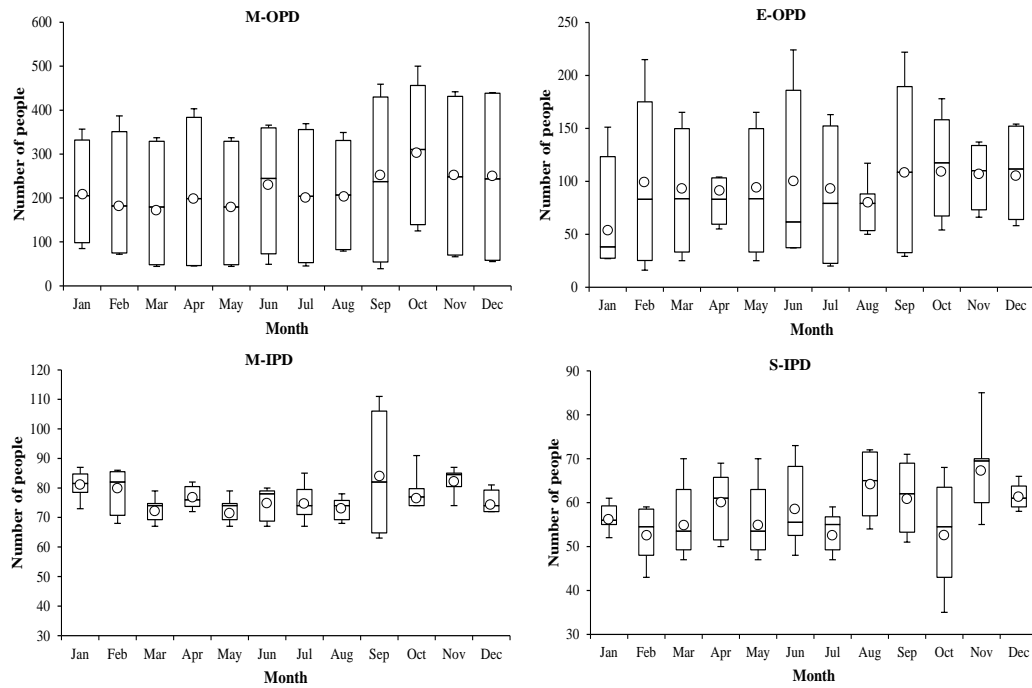 M-OPD
Number of people
600
500
400
300
200
100
0
Jan Feb Mar Apr May Jun Jul Aug Sep Oct Nov Dec
Month
E-OPD
Number of people
250
200
150
100
50
0
Jan Feb Mar Apr May Jun Jul Aug Sep Oct Nov Dec
Month
M-IPD
Number of people
120
110
100
90
80
70
60
50
40
30
Jan Feb Mar Apr May Jun Jul Aug Sep Oct Nov Dec
Month
S-IPD
Number of people
90
80
70
60
50
40
30
Jan Feb Mar Apr May Jun Jul Aug Sep Oct Nov Dec
Month